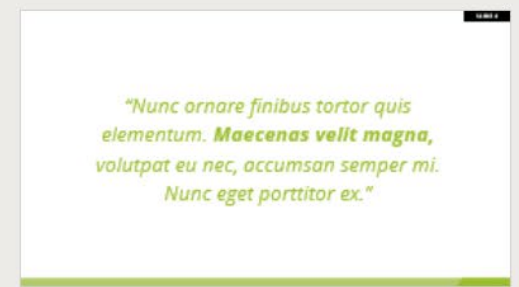 “Nunc ornare finibus tortor quis
elementum. Maecenas velit magna,
volutpat eu nec, accumsan semper mi.
Nunc eget porttitor ex.”